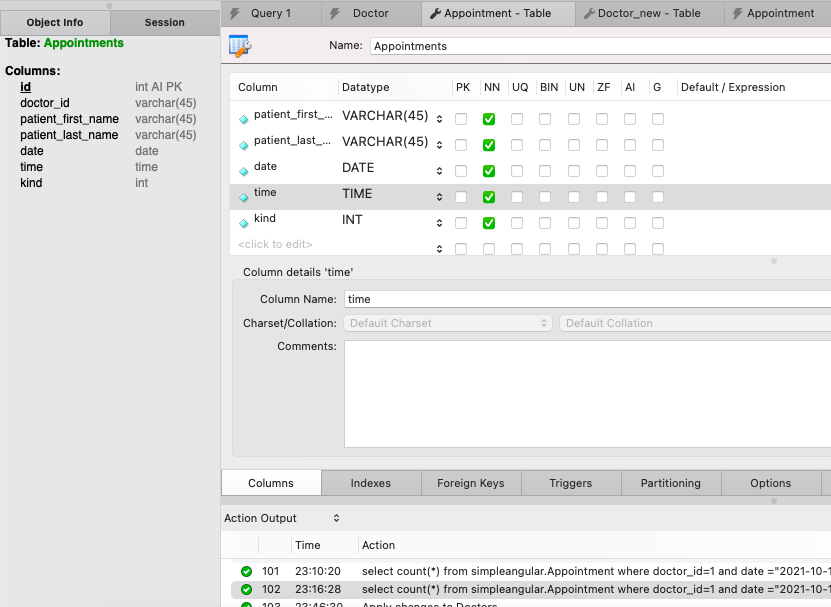 Object Info Session
Table: Appointments
Columns:
id int AI PK
doctor_id varchar(45)
patient_first_name varchar(45)
patient_last_name varchar(45)
date date
time time
kind int
Query 1 Doctor Appointment - Table Doctor_new - Table Appointment
Name: Appointments
Column Datatype PK NN UQ BIN UN ZF AI G Default / Expression
patient_first_... VARCHAR(45)
patient_last_... VARCHAR(45)
date DATE
time TIME
kind INT
<click to edit>
Column details 'time'
Column Name: time
Charset/Collation: Default Charset Default Collation
Comments:
Columns Indexes Foreign Keys Triggers Partitioning Options
Action Output
Time Action
101 23:10:20 select count(*) from simpleangular.Appointment where doctor_id=1 and date ="2021-10-1
102 23:16:28 select count(*) from simpleangular.Appointment where doctor_id=1 and date ="2021-10-1
103 23:46:30 Apply changes to Doctors